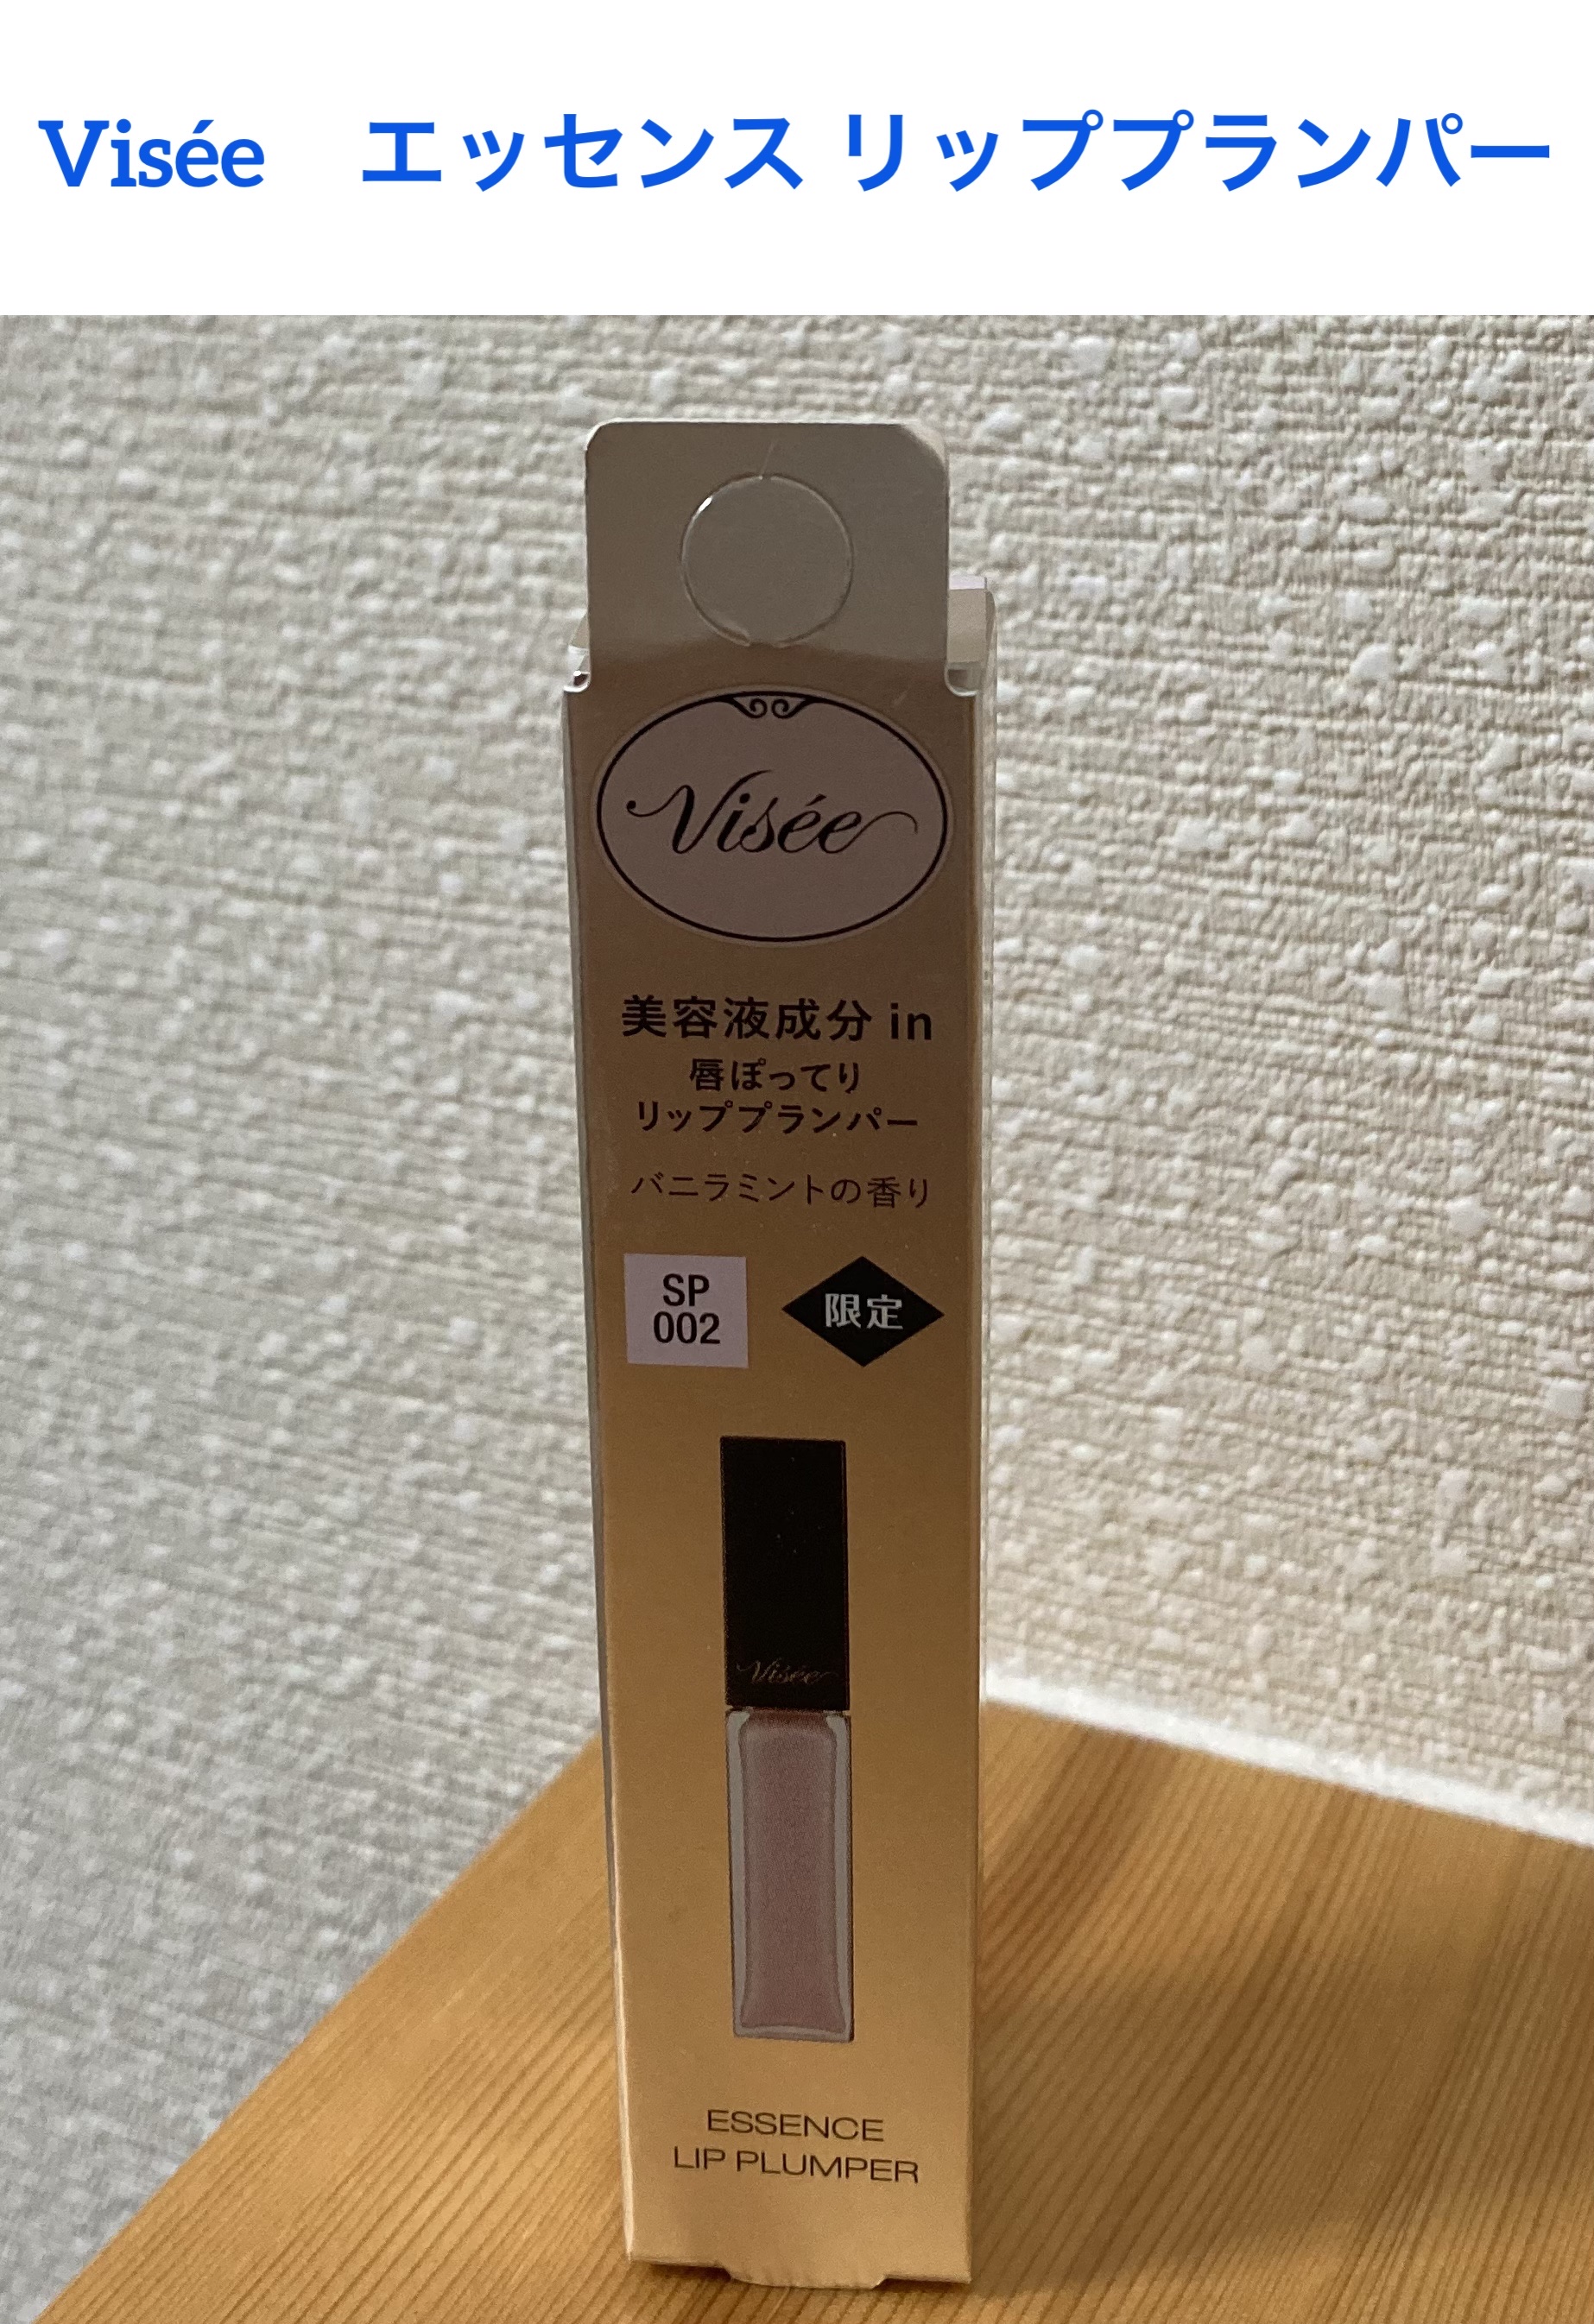 Visée　エッセンス リッププランパー
Visée
美容液成分 in
唇ぽってり
リッププランパー
バニラミントの香り
SP
002
限定
Visée
ESSENCE
LIP PLUMPER